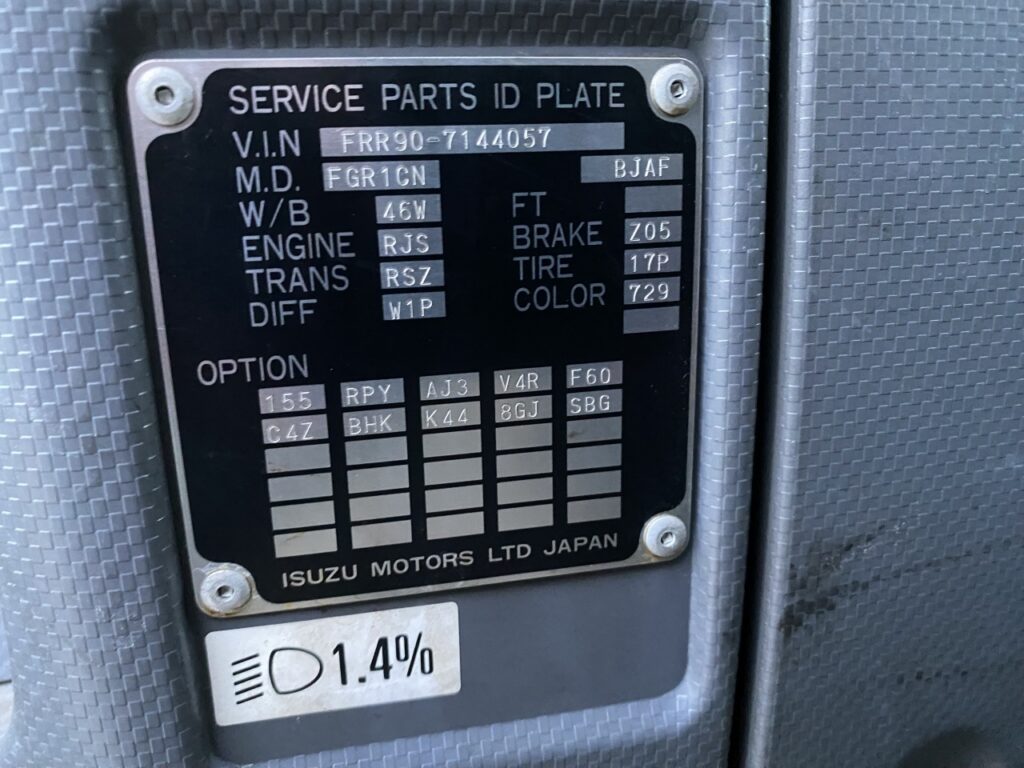 SERVICE PARTS ID PLATE
V.I.N FRR90-7144057
M.D. FGR1CN BJAF
W/B 46W FT
ENGINE RJS BRAKE Z05
TRANS RSZ TIRE 17P
DIFF W1P COLOR 729
OPTION
155 RPY AJ3 V4R F60
C4Z BHK K44 8GJ SBG
ISUZU MOTORS LTD JAPAN
1.4%